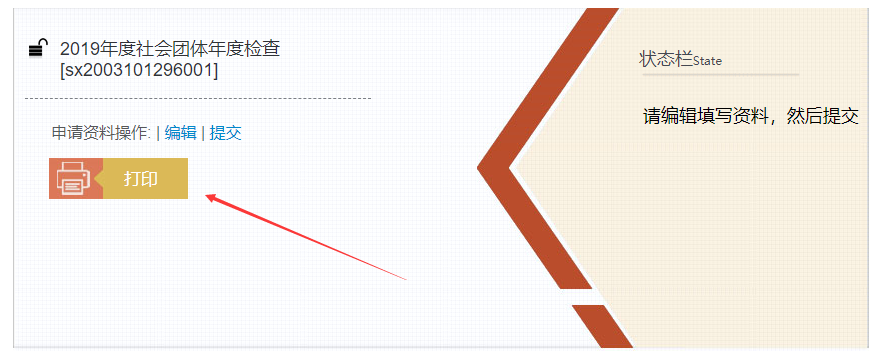 2019年度社会团体年度检查
[sx2003101296001]
申请资料操作: | 编辑 | 提交
打印
状态栏State
请编辑填写资料，然后提交